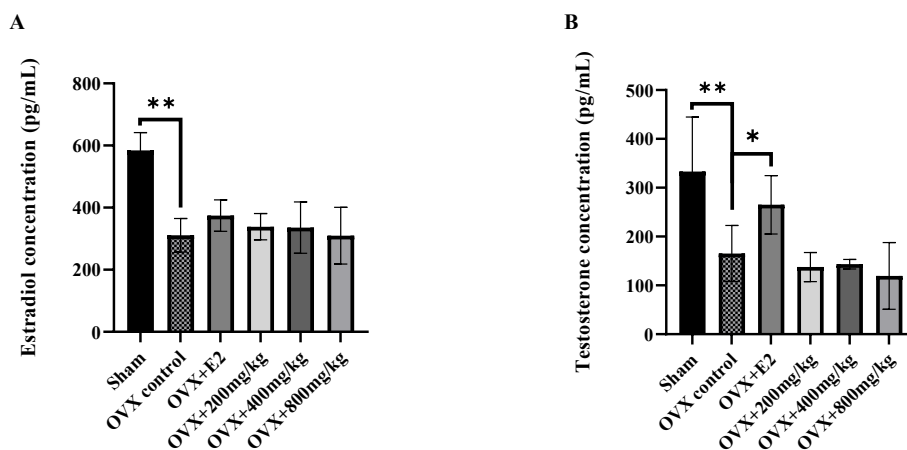 A
Estradiol concentration (pg/mL)
800
600
400
200
0
**
Sham
OVX control
OVX+E2
OVX+200mg/kg
OVX+400mg/kg
OVX+800mg/kg
B
Testosterone concentration (pg/mL)
500
400
300
200
100
0
**
*
Sham
OVX control
OVX+E2
OVX+200mg/kg
OVX+400mg/kg
OVX+800mg/kg